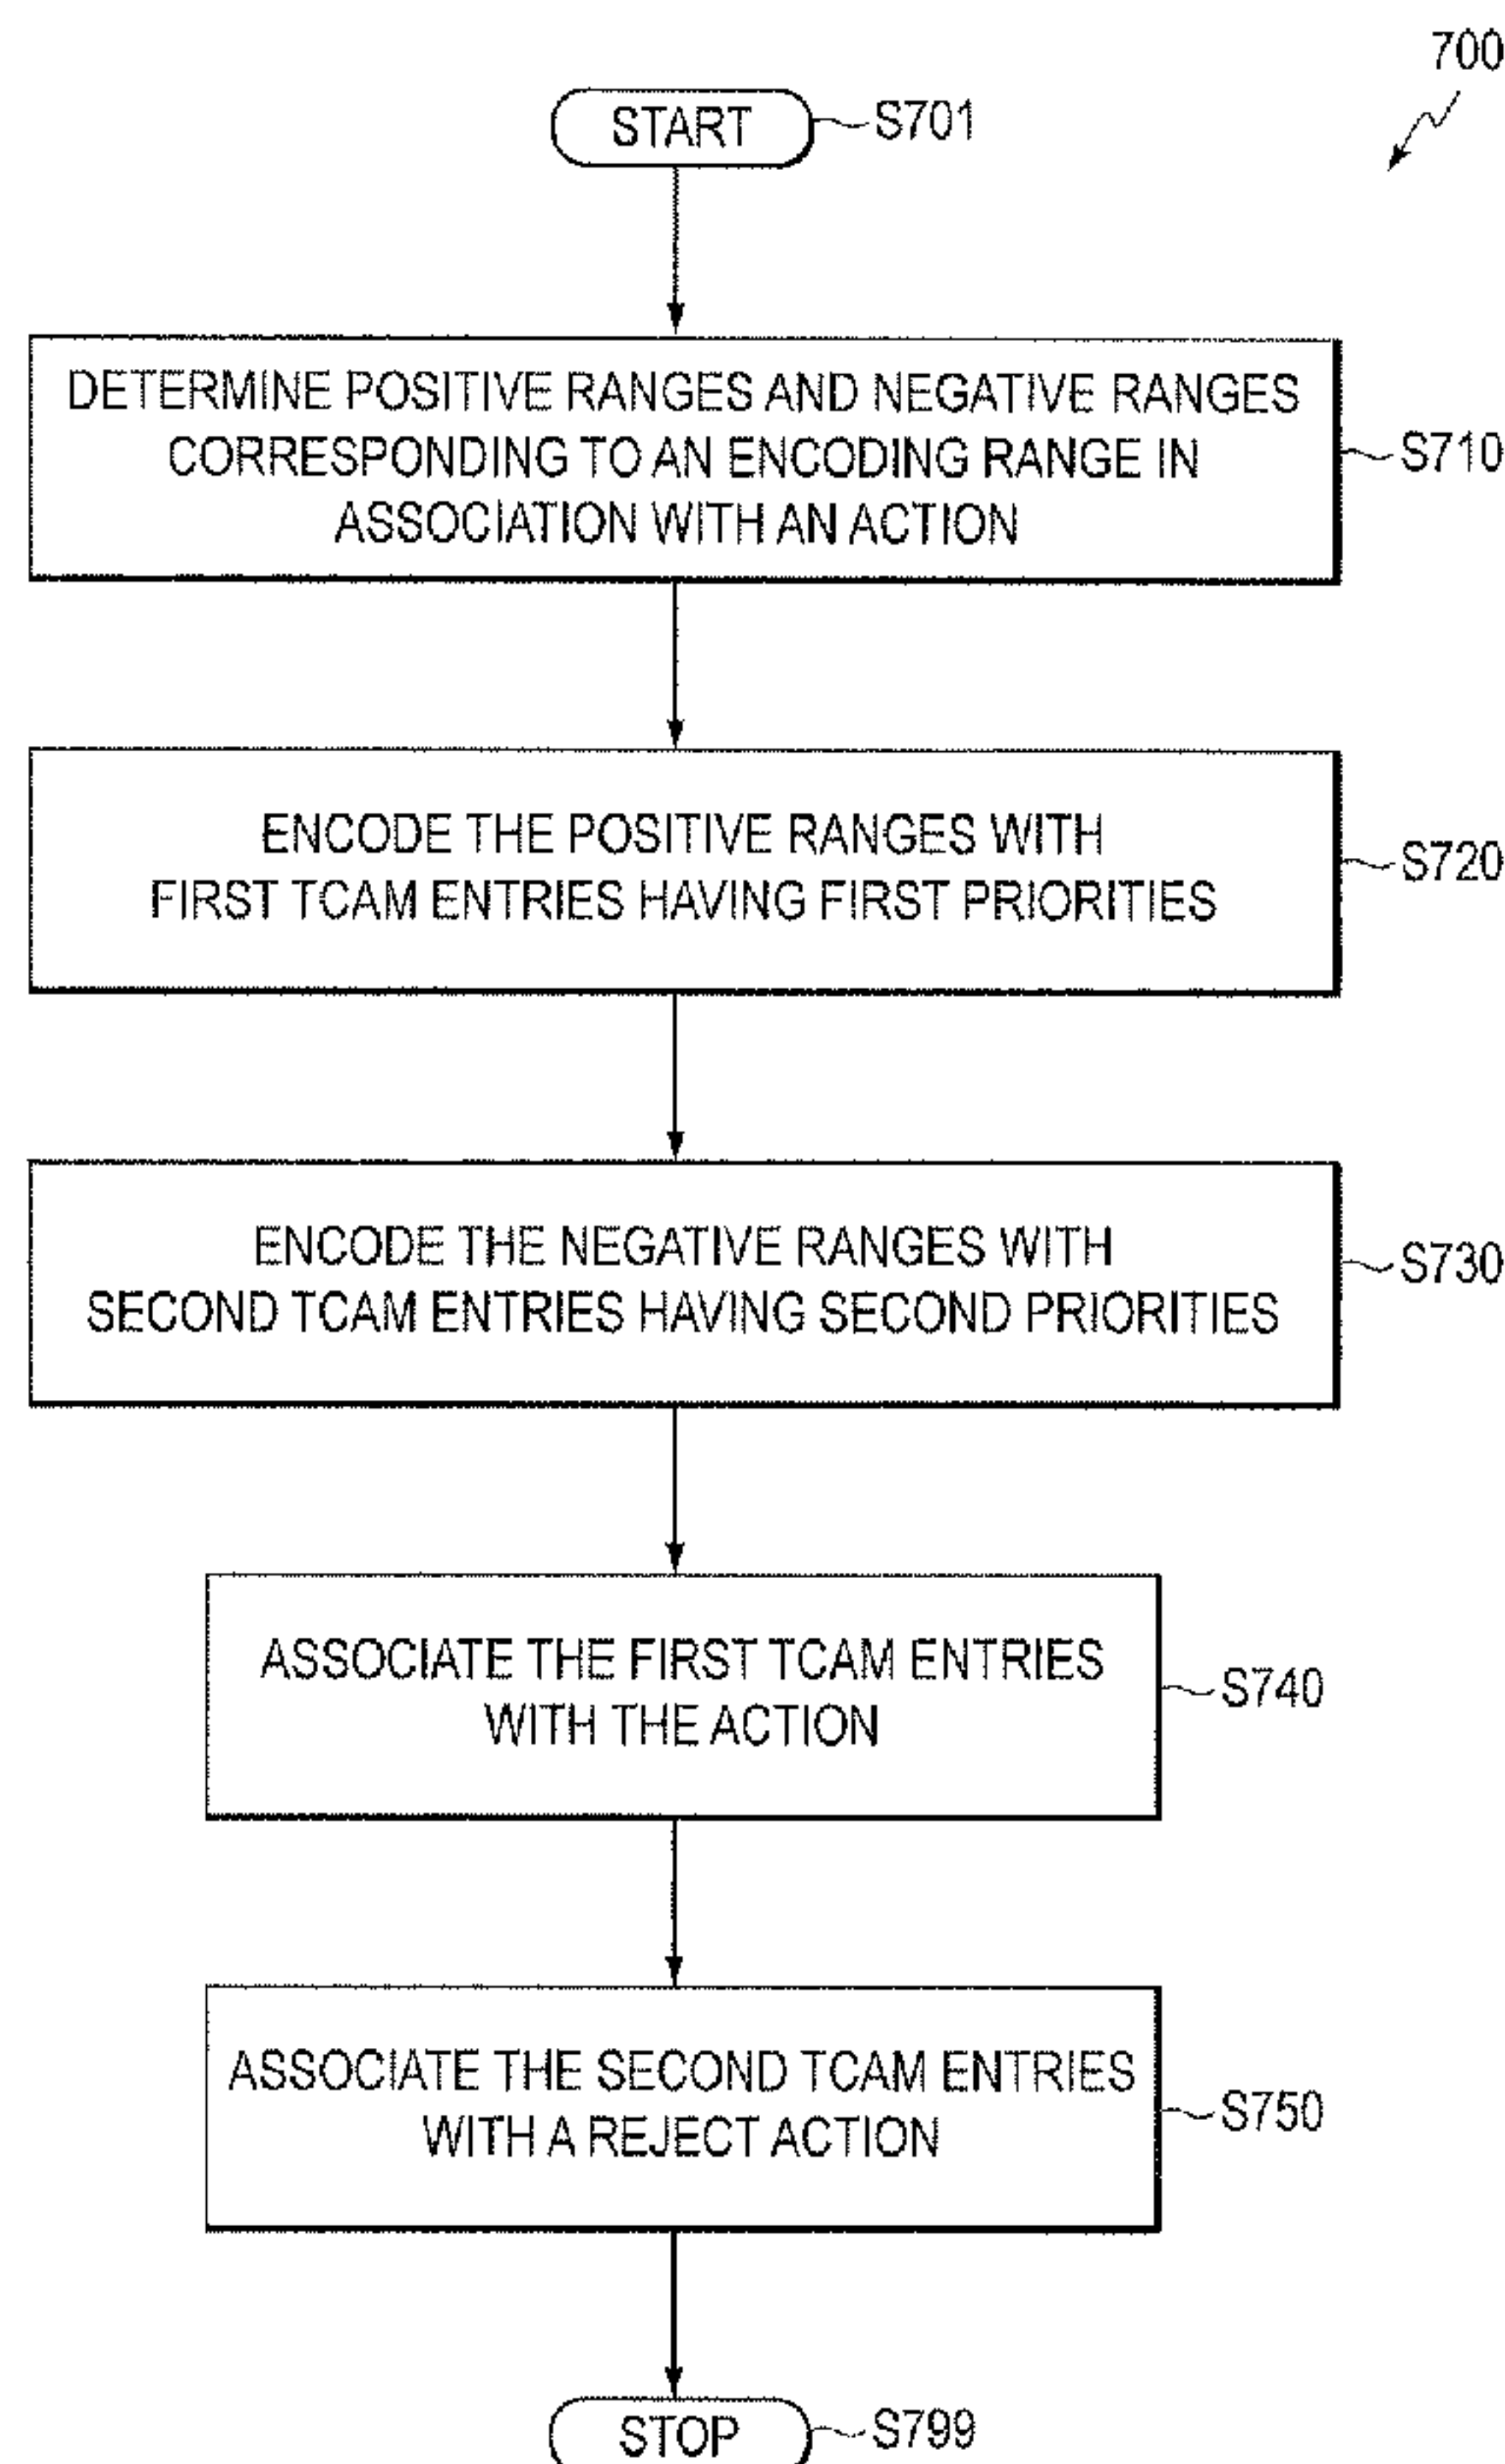 700
START
S701
DETERMINE POSITIVE RANGES AND NEGATIVE RANGES
CORRESPONDING TO AN ENCODING RANGE IN
ASSOCIATION WITH AN ACTION
S710
ENCODE THE POSITIVE RANGES WITH
FIRST TCAM ENTRIES HAVING FIRST PRIORITIES
S720
ENCODE THE NEGATIVE RANGES WITH
SECOND TCAM ENTRIES HAVING SECOND PRIORITIES
S730
ASSOCIATE THE FIRST TCAM ENTRIES
WITH THE ACTION
S740
ASSOCIATE THE SECOND TCAM ENTRIES
WITH A REJECT ACTION
S750
STOP
S799